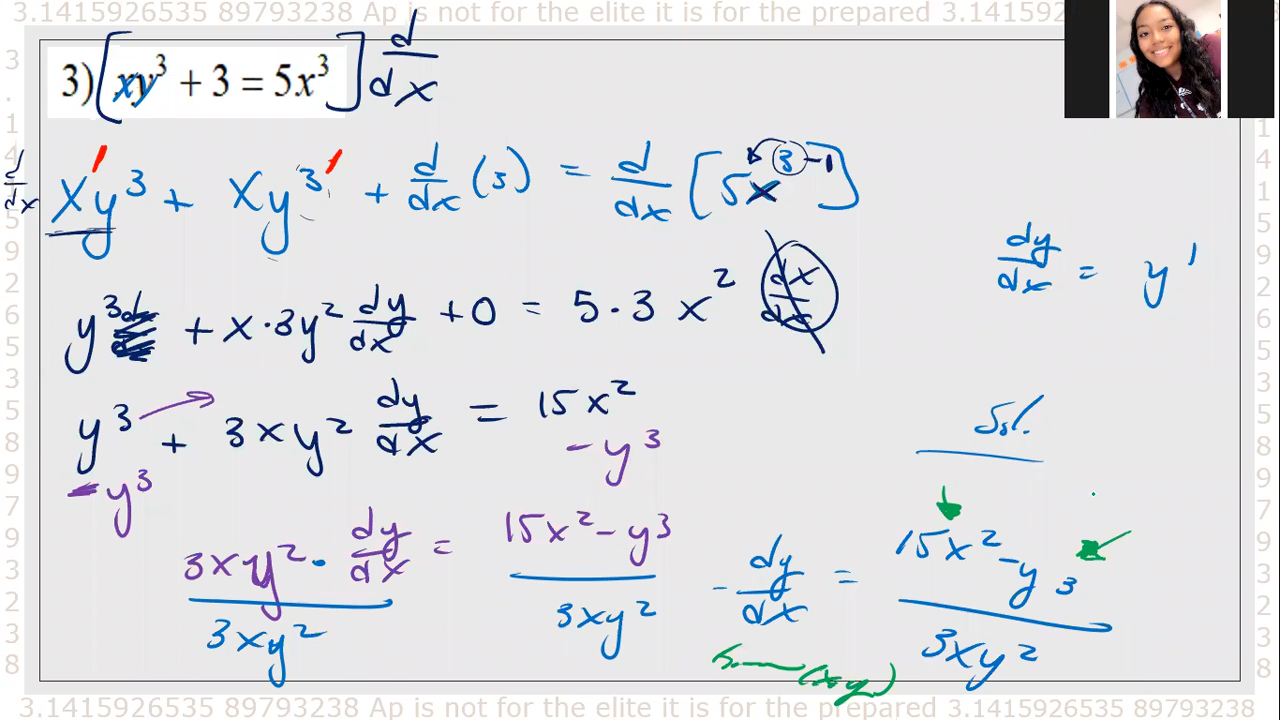 3.1415926535 89793238 Ap is not for the elite it is for the prepared 3.1415926535
3) [xy³ + 3 = 5x³] d/dx
x'y³ + xy³' + d/dx (3) = d/dx [5x^(3-1)]
dy/dx = y'
y³ + x·3y² dy/dx + 0 = 5·3 x² dx/dx
y³ + 3xy² dy/dx = 15x²
-y³ -y³
Sol.
3xy² · dy/dx = 15x² - y³
3xy² 3xy²
- dy/dx = (15x² - y³)/(3xy²)
(x,y)
3.1415926535 89793238 Ap is not for the elite it is for the prepared 3.1415926535 89793238